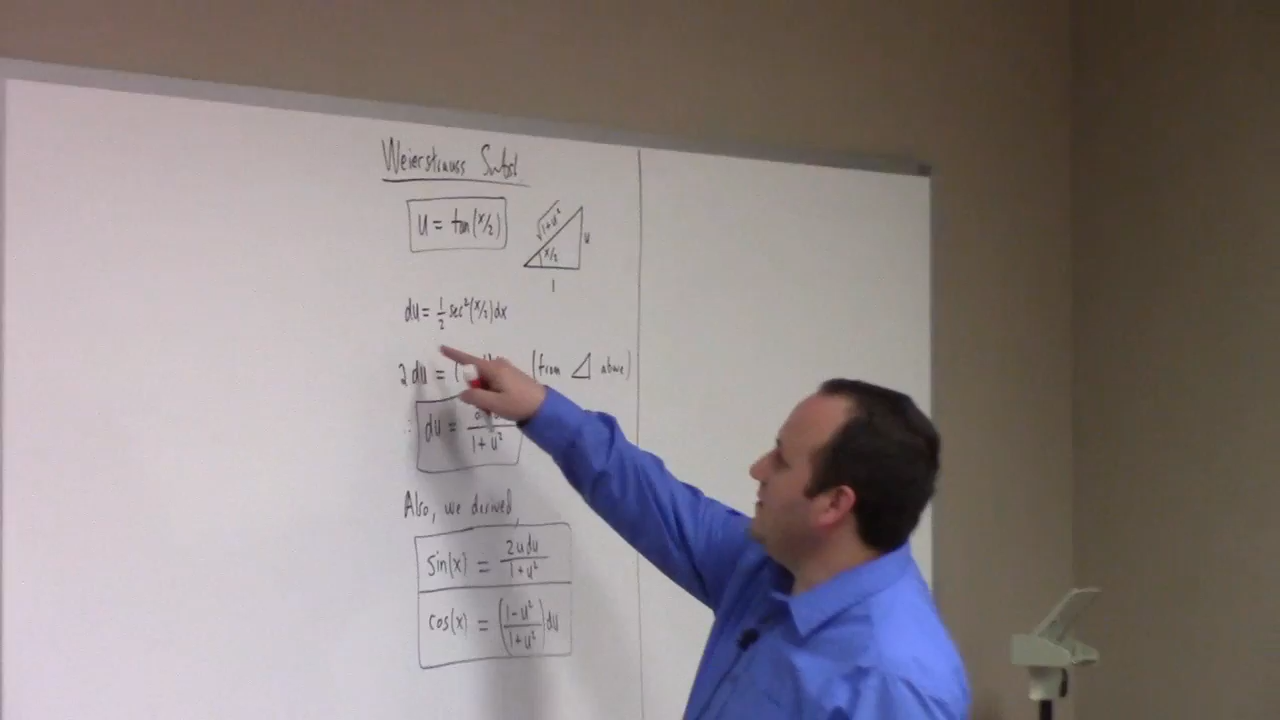 Weierstrauss Subst.
u = tan(x/2)
√1+u²
x/2
u
1
du = 1/2 sec²(x/2)dx
2 du = ( (from △ above)
∴ du = 1+u²
Also, we derived,
sin(x) = 2u du/1+u²
cos(x) = (1-u²/1+u²)du